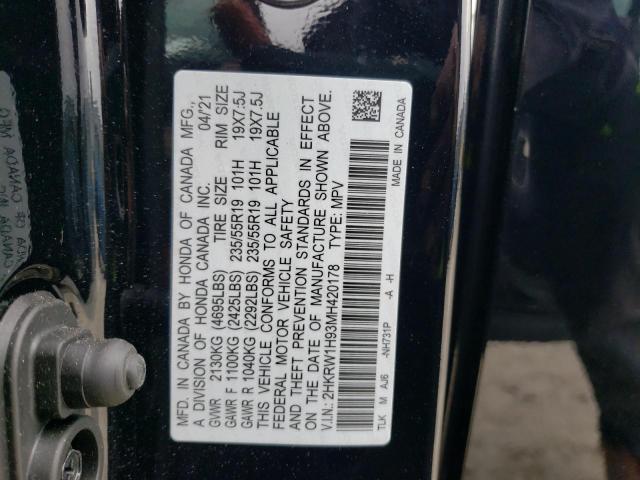 MFD. IN CANADA BY HONDA OF CANADA MFG.,
A DIVISION OF HONDA CANADA INC. 04/21
GVWR 2130KG (4695LBS) TIRE SIZE RIM SIZE
GAWR F 1100KG (2425LBS) 235/55R19 101H 19X7.5J
GAWR R 1040KG (2292LBS) 235/55R19 101H 19X7.5J
THIS VEHICLE CONFORMS TO ALL APPLICABLE
FEDERAL MOTOR VEHICLE SAFETY
AND THEFT PREVENTION STANDARDS IN EFFECT
ON THE DATE OF MANUFACTURE SHOWN ABOVE.
V.I.N.: 2HKRW1H93MH420178 TYPE: MPV
TLK M AJ6 -NH731P -A -H MADE IN CANADA